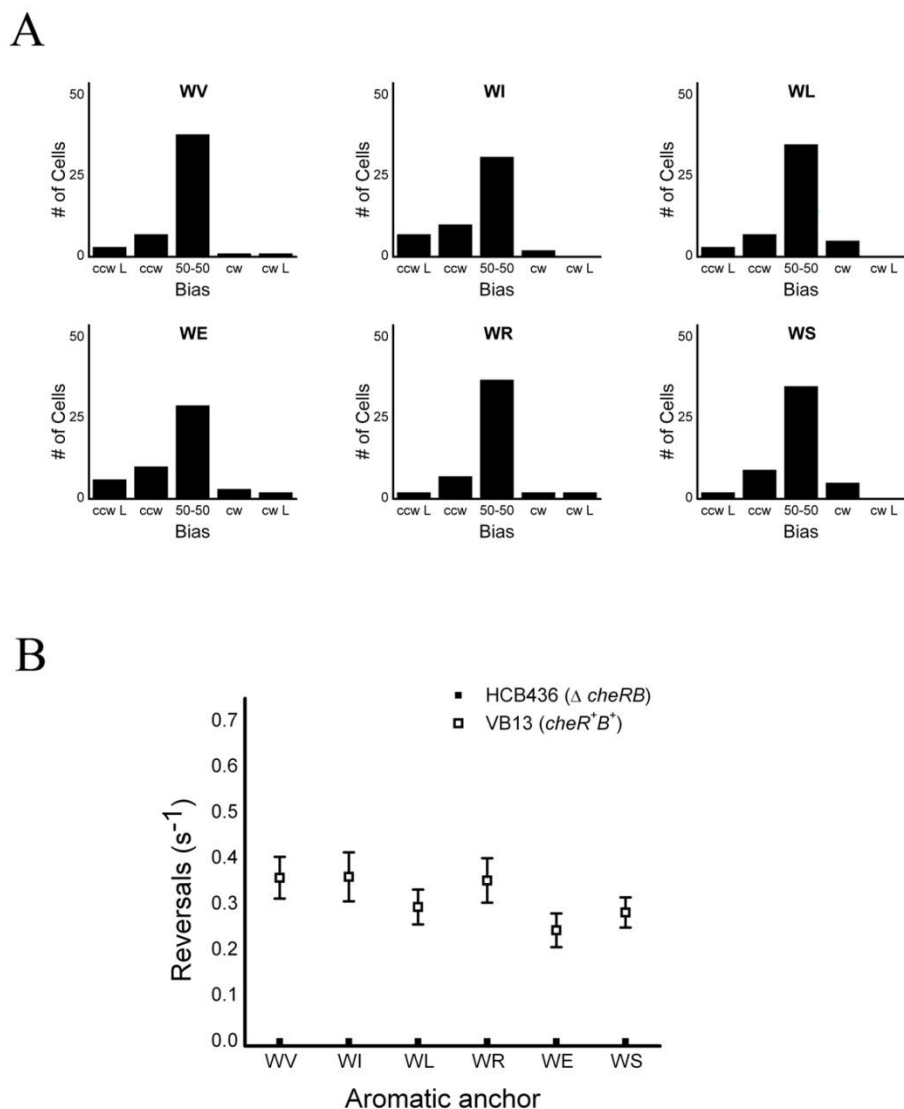 A
WV
50
25
0
# of Cells
ccw L ccw 50-50 cw cw L
Bias
WI
50
25
0
# of Cells
ccw L ccw 50-50 cw cw L
Bias
WL
50
25
0
# of Cells
ccw L ccw 50-50 cw cw L
Bias
WE
50
25
0
# of Cells
ccw L ccw 50-50 cw cw L
Bias
WR
50
25
0
# of Cells
ccw L ccw 50-50 cw cw L
Bias
WS
50
25
0
# of Cells
ccw L ccw 50-50 cw cw L
Bias
B
HCB436 (Δ cheRB)
VB13 (cheR⁺B⁺)
0.7
0.6
0.5
0.4
0.3
0.2
0.1
0.0
Reversals (s⁻¹)
WV WI WL WR WE WS
Aromatic anchor